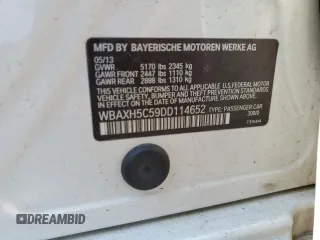 MFD BY BAYERISCHE MOTOREN WERKE AG
05/13
GVWR 5170 lbs 2345 kg
GAWR FRONT 2447 lbs 1110 kg
GAWR REAR 2888 lbs 1310 kg
THIS VEHICLE CONFORMS TO ALL APPLICABLE U.S. FEDERAL MOTOR VEHICLE
SAFETY, BUMPER AND THEFT PREVENTION STANDARDS IN
EFFECT ON THE DATE OF MANUFACTURE SHOWN ABOVE.
WBAXH5C59DD114652 TYPE: PASSENGER CAR
DREAMBID